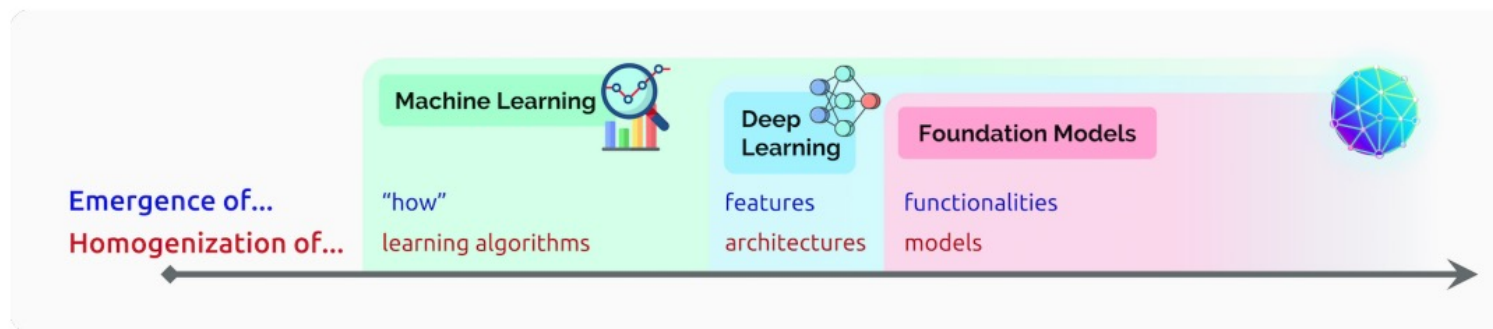 Machine Learning
Deep
Learning
Foundation Models
Emergence of...
“how”
features
functionalities
Homogenization of...
learning algorithms
architectures
models